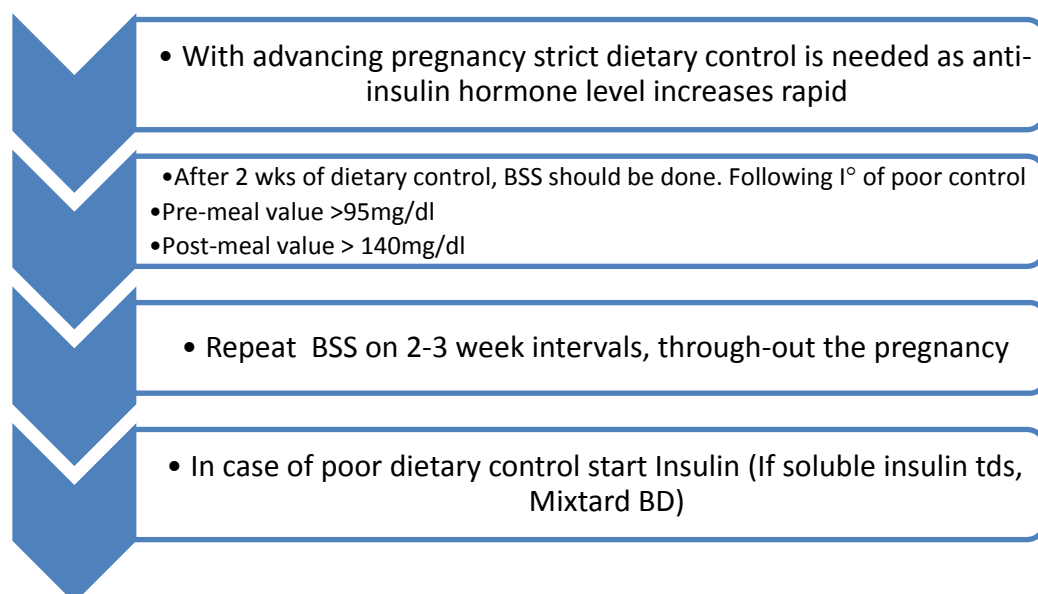 • With advancing pregnancy strict dietary control is needed as anti-
insulin hormone level increases rapid
•After 2 wks of dietary control, BSS should be done. Following I° of poor control
•Pre-meal value >95mg/dl
•Post-meal value > 140mg/dl
• Repeat BSS on 2-3 week intervals, through-out the pregnancy
• In case of poor dietary control start Insulin (If soluble insulin tds,
Mixtard BD)